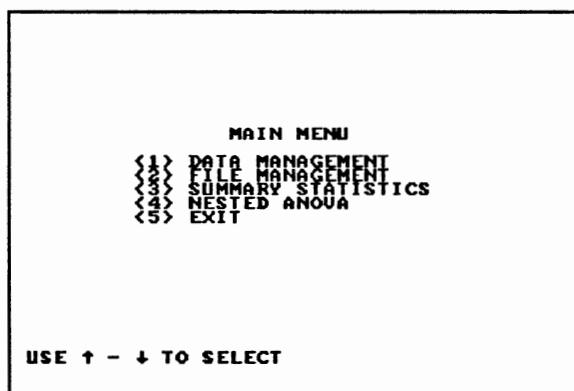 MAIN MENU
<1> DATA MANAGEMENT
<2> FILE MANAGEMENT
<3> SUMMARY STATISTICS
<4> NESTED ANOVA
<5> EXIT
USE ↑ - ↓ TO SELECT